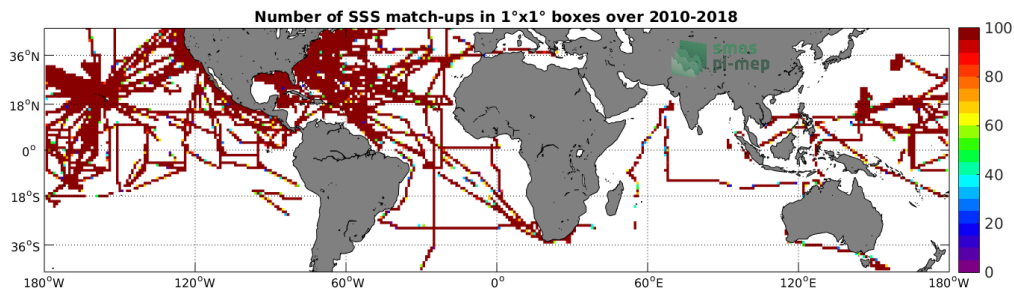 Number of SSS match-ups in 1°x1° boxes over 2010-2018
smos
pi-mep
36°N
18°N
0°
18°S
36°S
180°W
120°W
60°W
0°
60°E
120°E
180°W
100
80
60
40
20
0